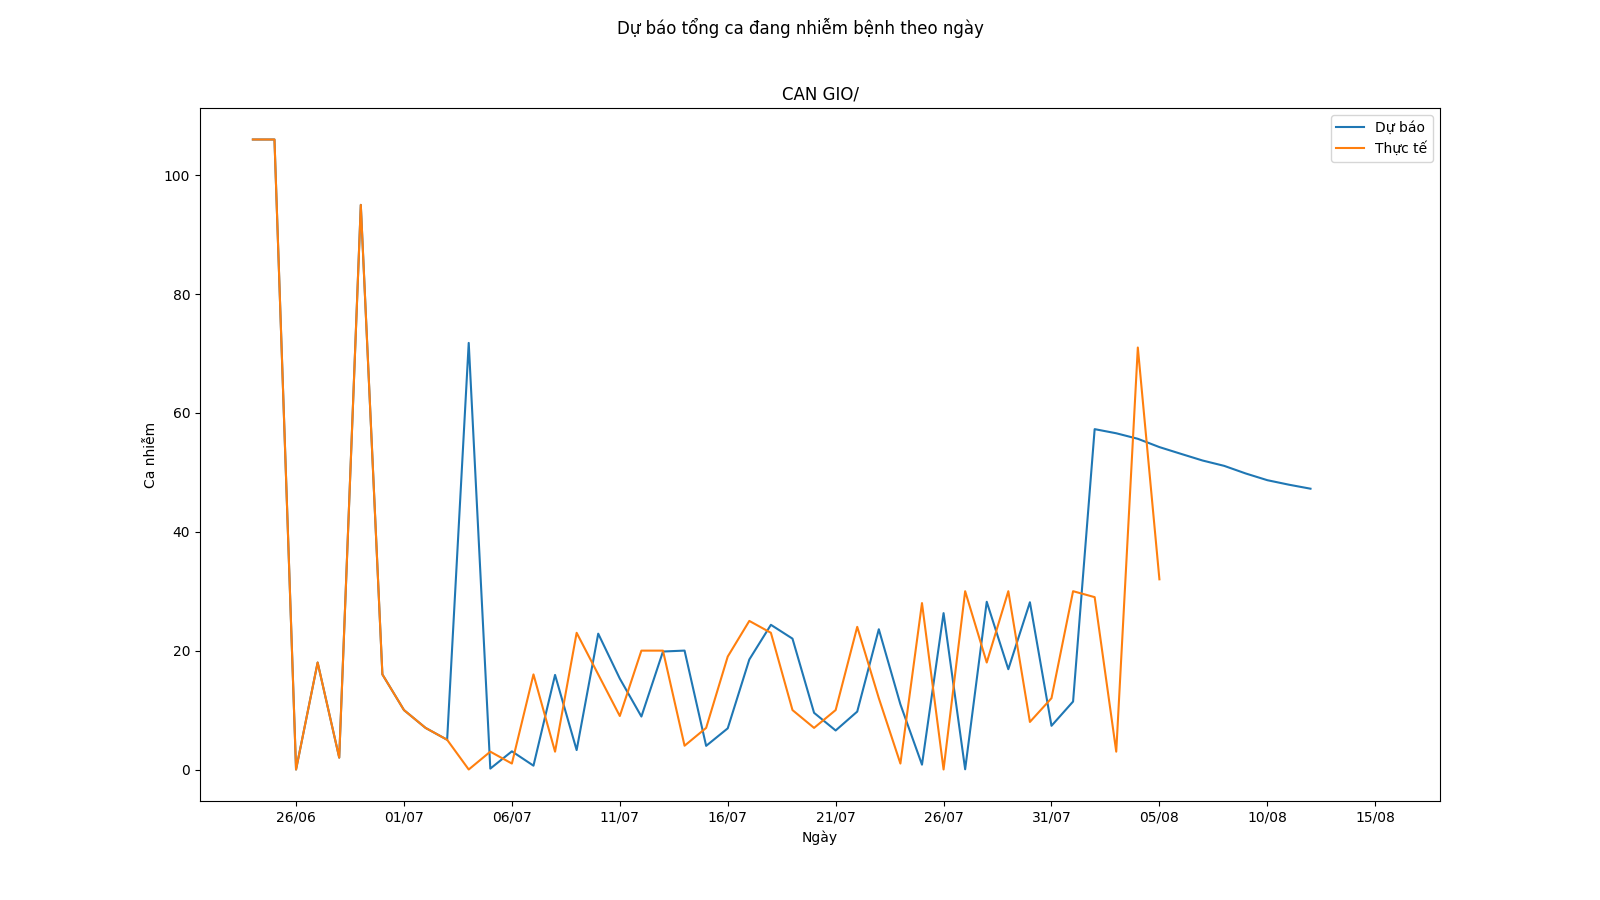 Dự báo tổng ca đang nhiễm bệnh theo ngày
CAN GIO/
Dự báo
Thực tế
100
80
60
40
20
0
Ca nhiễm
26/06 01/07 06/07 11/07 16/07 21/07 26/07 31/07 05/08 10/08 15/08
Ngày